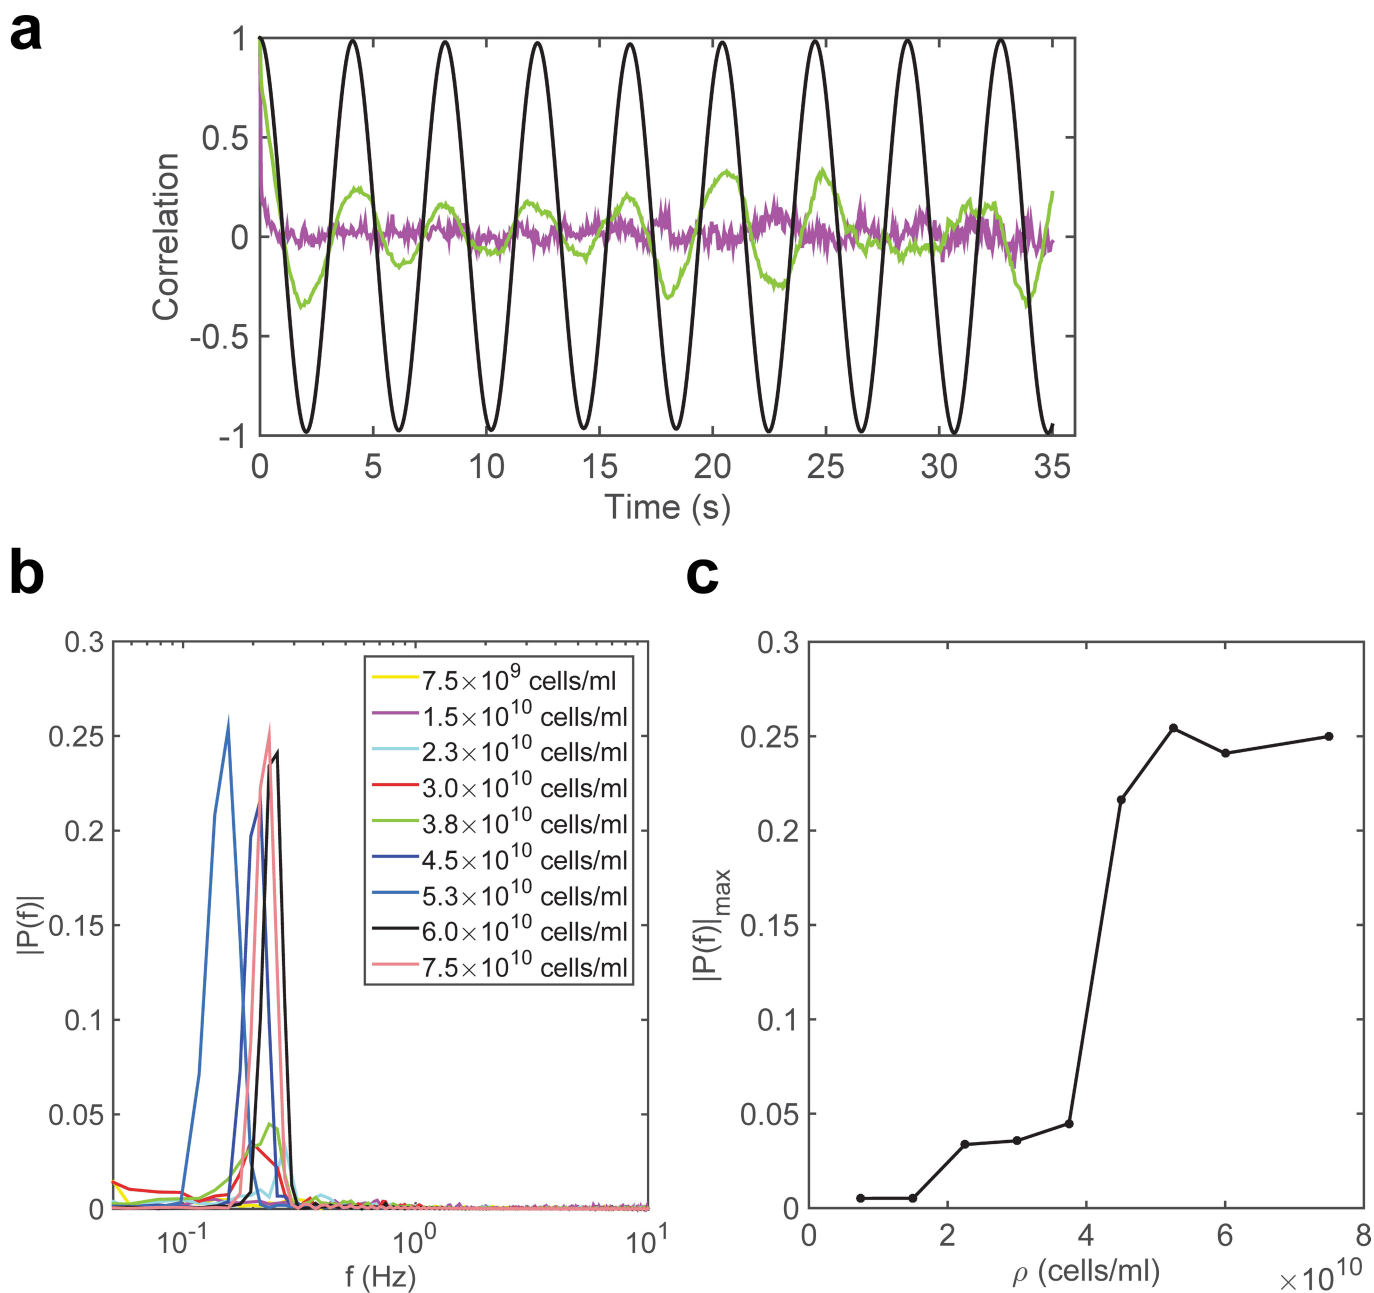 a
1
0.5
0
-0.5
-1
Correlation
0 5 10 15 20 25 30 35
Time (s)
b
0.3
0.25
0.2
0.15
0.1
0.05
0
|P(f)|
7.5×10^9 cells/ml
1.5×10^10 cells/ml
2.3×10^10 cells/ml
3.0×10^10 cells/ml
3.8×10^10 cells/ml
4.5×10^10 cells/ml
5.3×10^10 cells/ml
6.0×10^10 cells/ml
7.5×10^10 cells/ml
10^-1 10^0 10^1
f (Hz)
c
0.3
0.25
0.2
0.15
0.1
0.05
0
|P(f)|_max
0 2 4 6 8
ρ (cells/ml)
×10^10